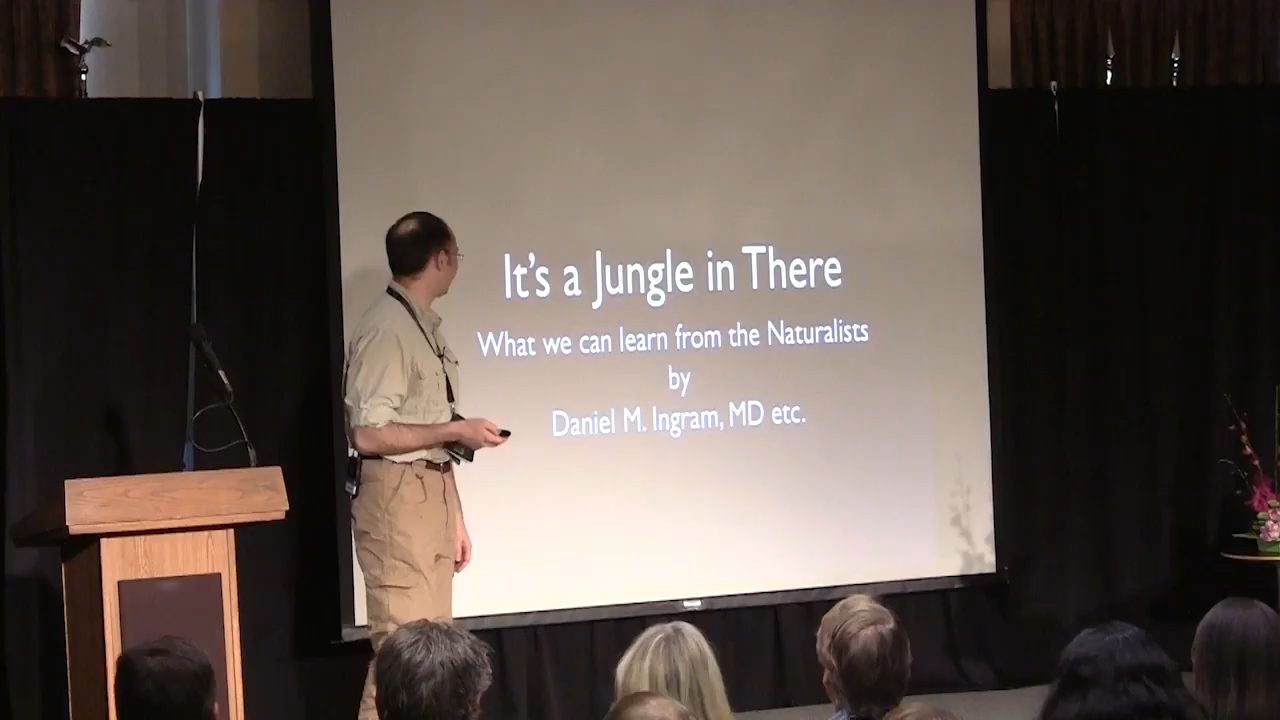 It's a Jungle in There
What we can learn from the Naturalists
by
Daniel M. Ingram, MD etc.